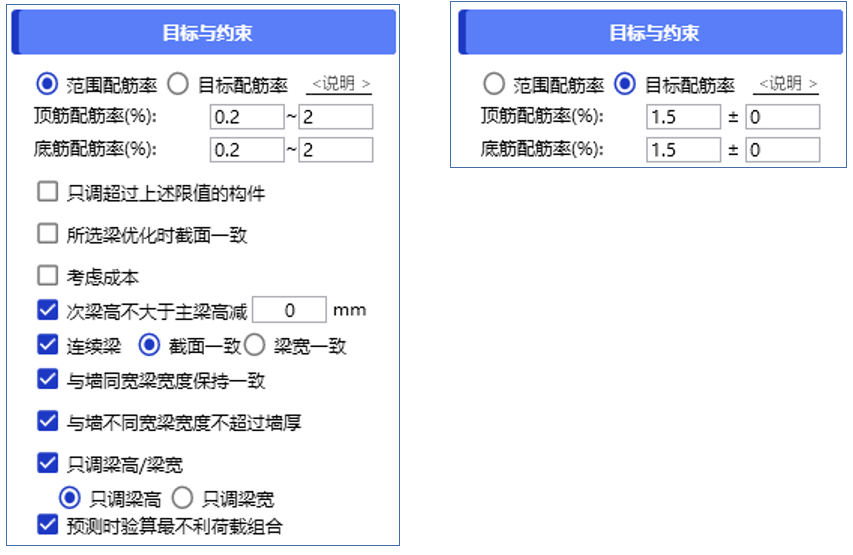 目标与约束
范围配筋率 目标配筋率 <说明 >
顶筋配筋率(%): 0.2 ~ 2
底筋配筋率(%): 0.2 ~ 2
只调超过上述限值的构件
所选梁优化时截面一致
考虑成本
次梁高不大于主梁高减 0 mm
连续梁 截面一致 梁宽一致
与墙同宽梁宽度保持一致
与墙不同宽梁宽度不超过墙厚
只调梁高/梁宽
只调梁高 只调梁宽
预测时验算最不利荷载组合
目标与约束
范围配筋率 目标配筋率 <说明 >
顶筋配筋率(%): 1.5 ± 0
底筋配筋率(%): 1.5 ± 0